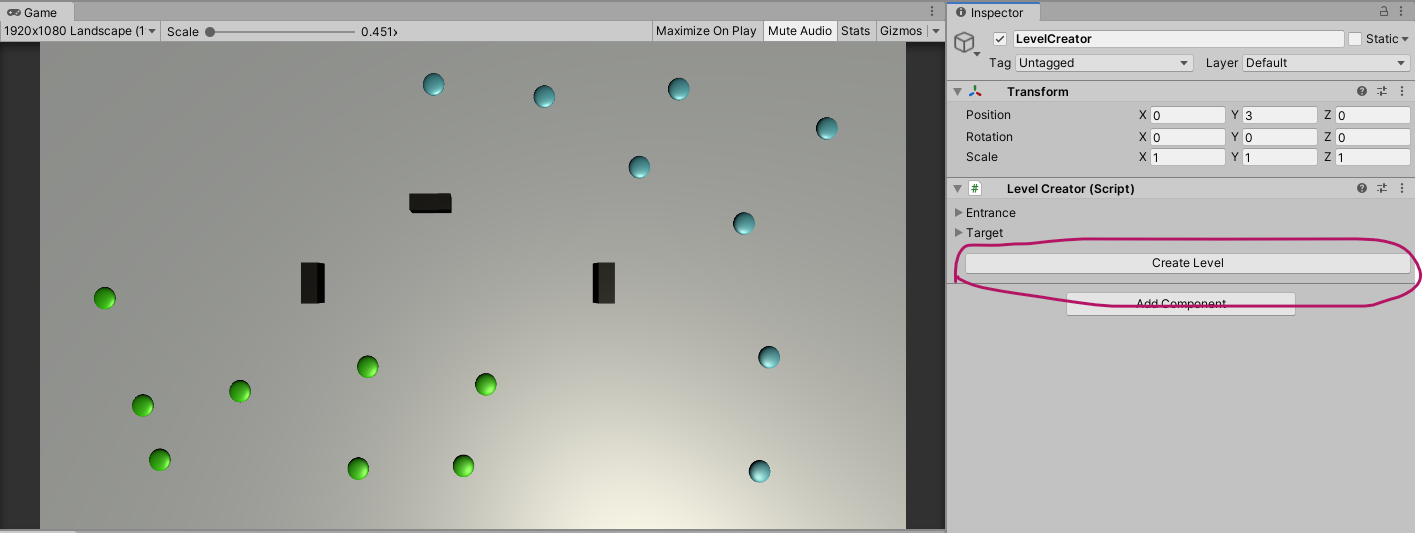 Game
Inspector
1920x1080 Landscape (1
Scale
0.451x
Maximize On Play
Mute Audio
Stats
Gizmos
LevelCreator
Static
Tag
Untagged
Layer
Default
Transform
Position X 0 Y 3 Z 0
Rotation X 0 Y 0 Z 0
Scale X 1 Y 1 Z 1
# Level Creator (Script)
Entrance
Target
Create Level
Add Component